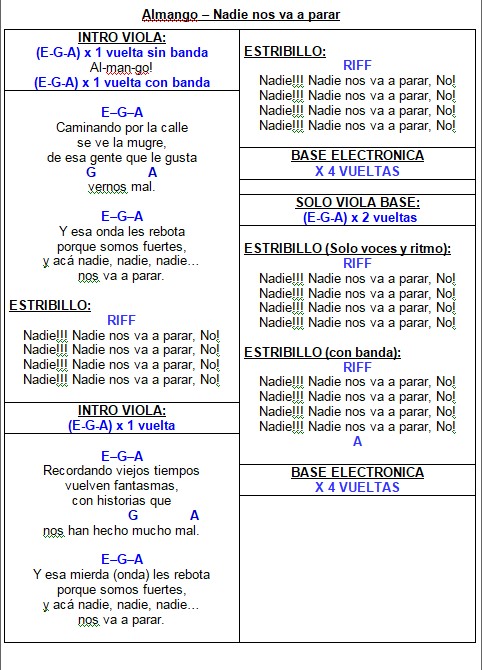 Almango – Nadie nos va a parar
INTRO VIOLA:
(E-G-A) x 1 vuelta sin banda
Al-man-go!
(E-G-A) x 1 vuelta con banda
E–G–A
Caminando por la calle
se ve la mugre,
de esa gente que le gusta
G A
vernos mal.
E–G–A
Y esa onda les rebota
porque somos fuertes,
y acá nadie, nadie, nadie...
nos va a parar.
ESTRIBILLO:
RIFF
Nadie!!! Nadie nos va a parar, No!
Nadie!!! Nadie nos va a parar, No!
Nadie!!! Nadie nos va a parar, No!
Nadie!!! Nadie nos va a parar, No!
INTRO VIOLA:
(E-G-A) x 1 vuelta
E–G–A
Recordando viejos tiempos
vuelven fantasmas,
con historias que
G A
nos han hecho mucho mal.
E–G–A
Y esa mierda (onda) les rebota
porque somos fuertes,
y acá nadie, nadie, nadie...
nos va a parar.
ESTRIBILLO:
RIFF
Nadie!!! Nadie nos va a parar, No!
Nadie!!! Nadie nos va a parar, No!
Nadie!!! Nadie nos va a parar, No!
Nadie!!! Nadie nos va a parar, No!
BASE ELECTRONICA
X 4 VUELTAS
SOLO VIOLA BASE:
(E-G-A) x 2 vueltas
ESTRIBILLO (Solo voces y ritmo):
RIFF
Nadie!!! Nadie nos va a parar, No!
Nadie!!! Nadie nos va a parar, No!
Nadie!!! Nadie nos va a parar, No!
Nadie!!! Nadie nos va a parar, No!
ESTRIBILLO (con banda):
RIFF
Nadie!!! Nadie nos va a parar, No!
Nadie!!! Nadie nos va a parar, No!
Nadie!!! Nadie nos va a parar, No!
Nadie!!! Nadie nos va a parar, No!
A
BASE ELECTRONICA
X 4 VUELTAS